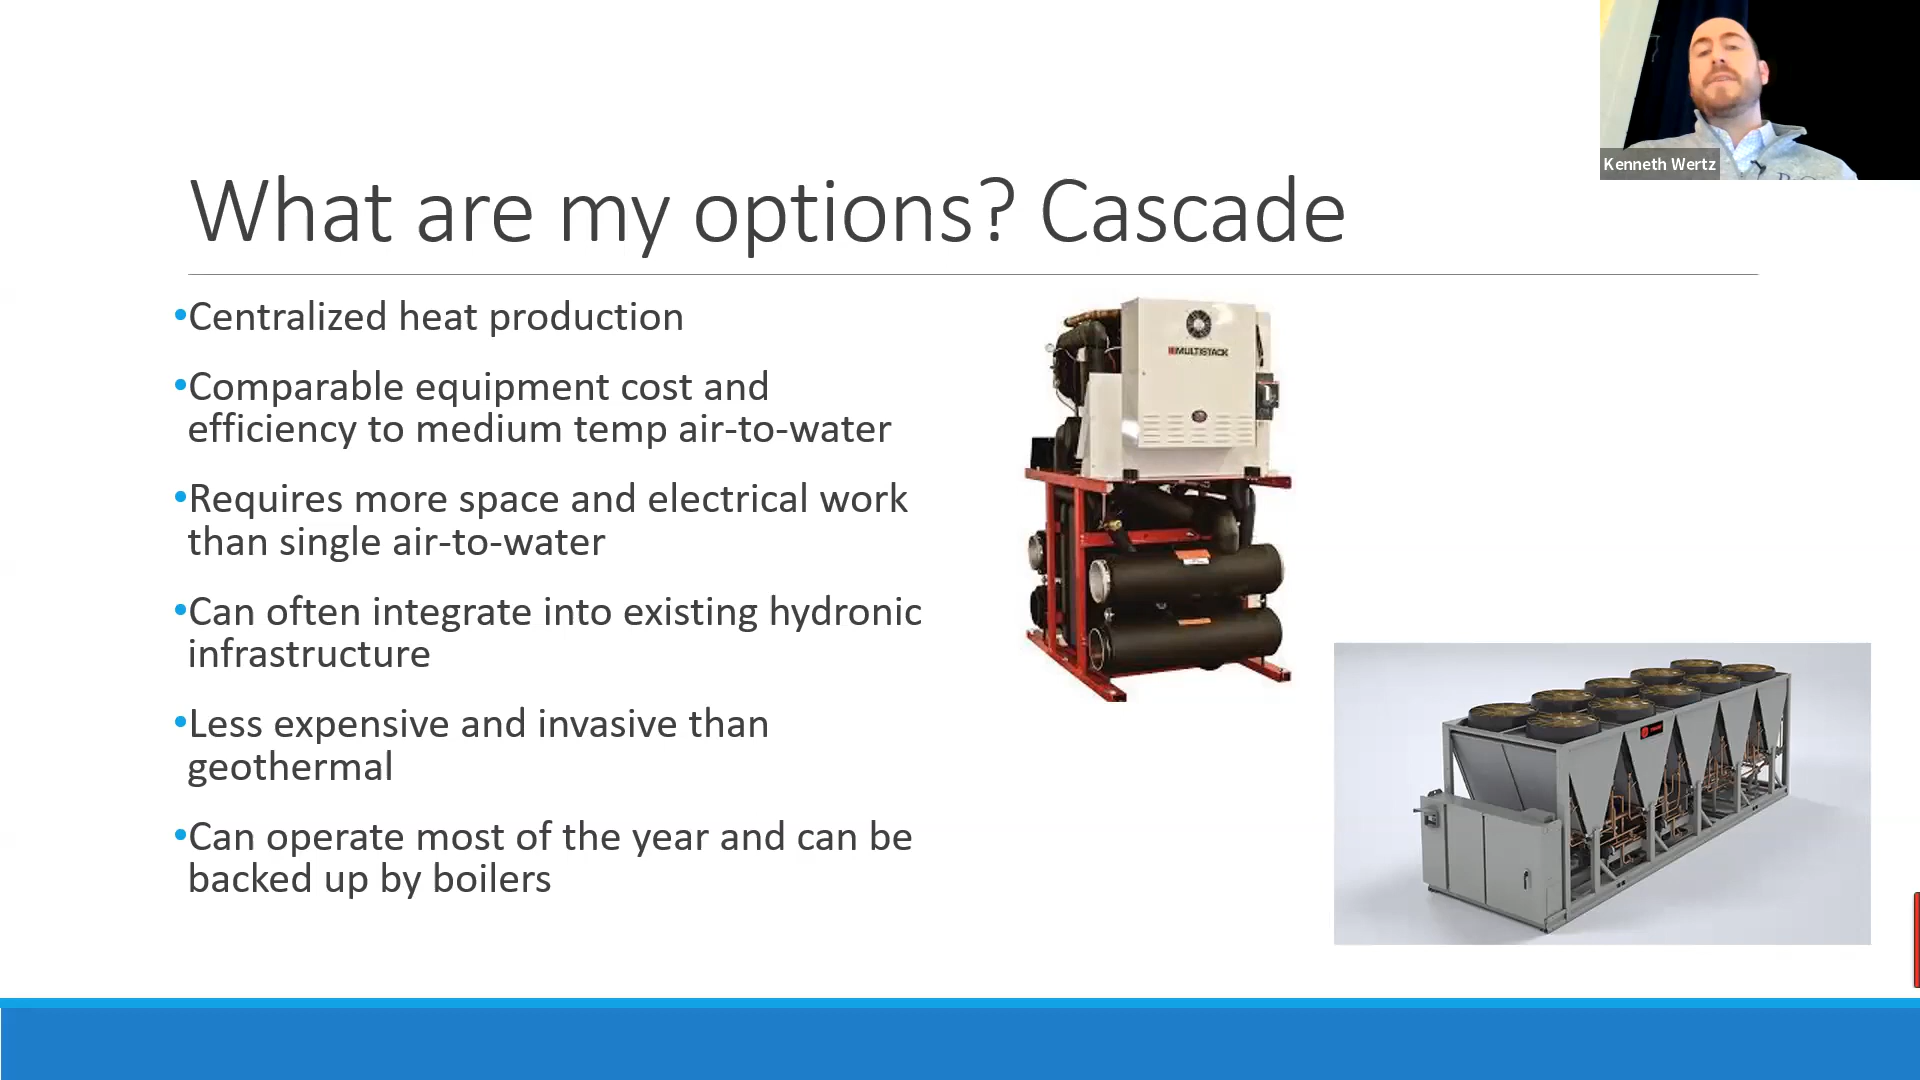 Kenneth Wertz
What are my options? Cascade
•Centralized heat production
•Comparable equipment cost and
efficiency to medium temp air-to-water
•Requires more space and electrical work
than single air-to-water
•Can often integrate into existing hydronic
infrastructure
•Less expensive and invasive than
geothermal
•Can operate most of the year and can be
backed up by boilers
MULTISTACK